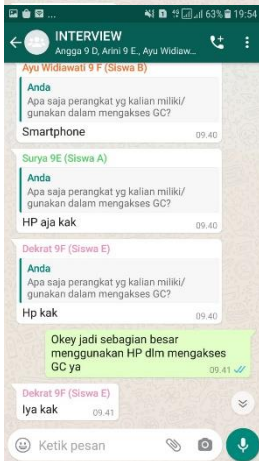 63% 19:54
INTERVIEW
Angga 9 D, Arini 9 E., Ayu Widiaw...
Ayu Widiawati 9 F (Siswa B)
Anda
Apa saja perangkat yg kalian miliki/
gunakan dalam mengakses GC?
Smartphone
09.40
Surya 9E (Siswa A)
Anda
Apa saja perangkat yg kalian miliki/
gunakan dalam mengakses GC?
HP aja kak
09.40
Dekrat 9F (Siswa E)
Anda
Apa saja perangkat yg kalian miliki/
gunakan dalam mengakses GC?
Hp kak
09.40
Okey jadi sebagian besar
menggunakan HP dlm mengakses
GC ya
09.41
Dekrat 9F (Siswa E)
Iya kak
09.41
Ketik pesan